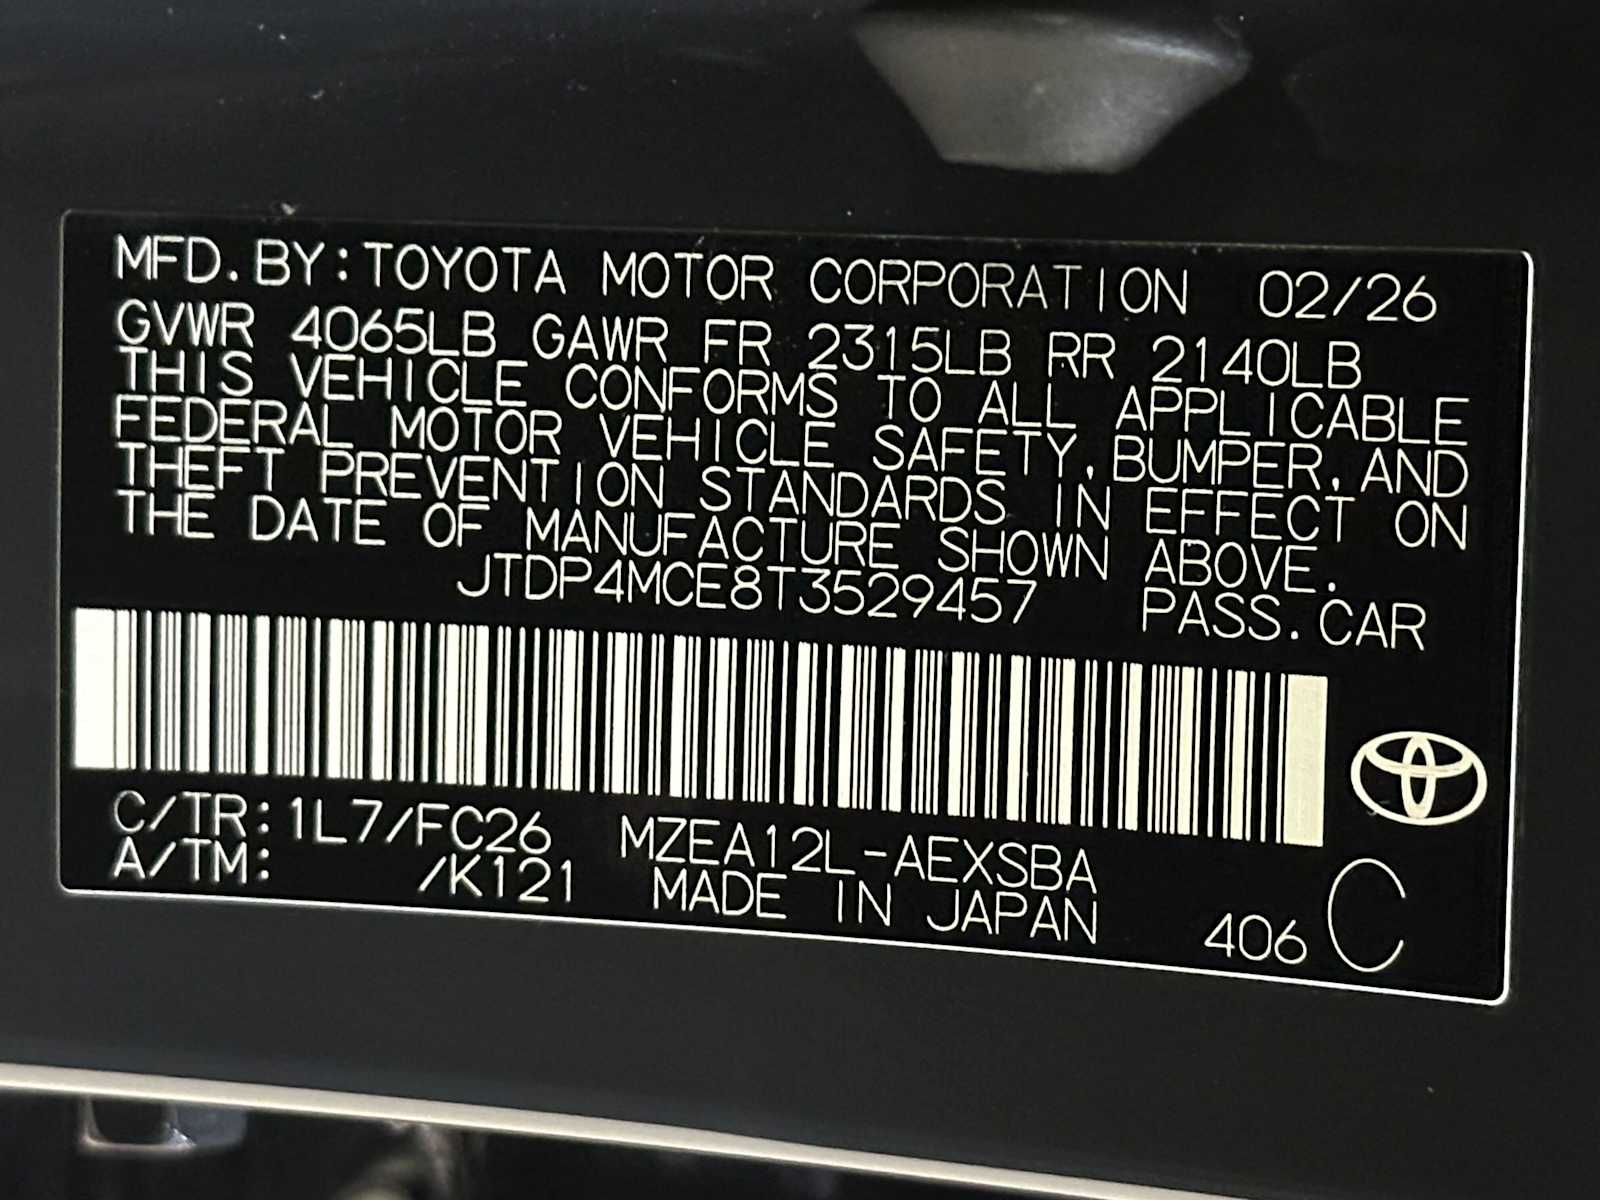 MFD. BY: TOYOTA MOTOR CORPORATION 02/26
GVWR 4065LB GAWR FR 2315LB RR 2140LB
THIS VEHICLE CONFORMS TO ALL APPLICABLE
FEDERAL MOTOR VEHICLE SAFETY, BUMPER, AND
THEFT PREVENTION STANDARDS IN EFFECT ON
THE DATE OF MANUFACTURE SHOWN ABOVE.
JTDP4MCE8T3529457 PASS. CAR
C/TR: 1L7/FC26 MZEA12L-AEXSBA
A/TM: /K121 MADE IN JAPAN 406 C